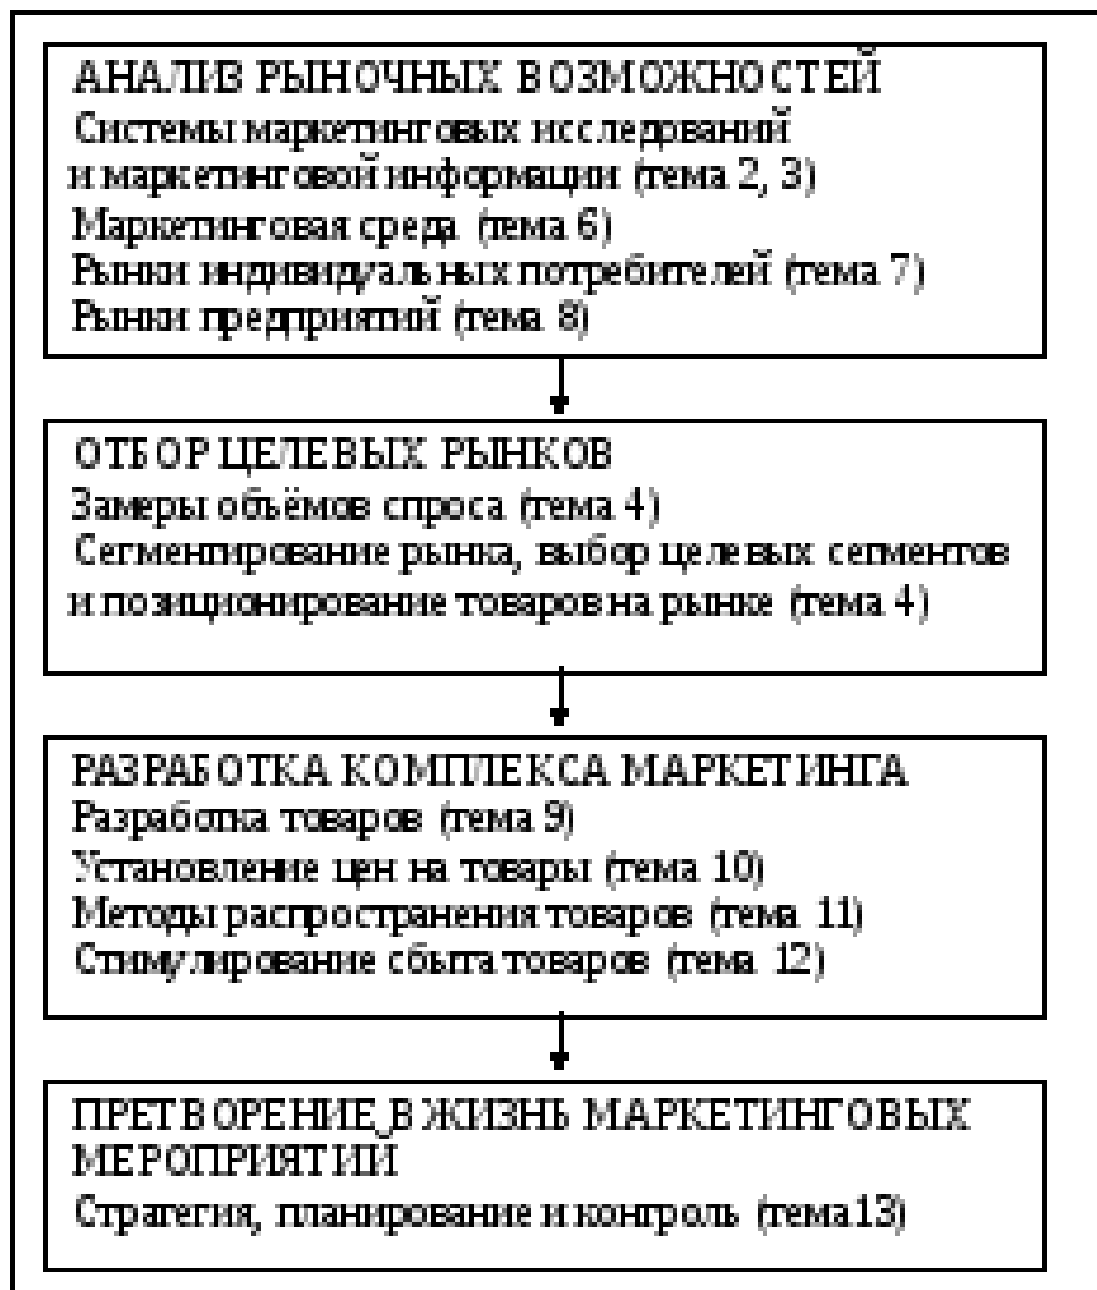 АНАЛИЗ РЫНОЧНЫХ ВОЗМОЖНОСТЕЙ
Системы маркетинговых исследований
и маркетинговой информации (тема 2, 3)
Маркетинговая среда (тема 6)
Рынки индивидуальных потребителей (тема 7)
Рынки предприятий (тема 8)
ОТБОР ЦЕЛЕВЫХ РЫНКОВ
Замеры объёмов спроса (тема 4)
Сегментирование рынка, выбор целевых сегментов
и позиционирование товаров на рынке (тема 4)
РАЗРАБОТКА КОМПЛЕКСА МАРКЕТИНГА
Разработка товаров (тема 9)
Установление цен на товары (тема 10)
Методы распространения товаров (тема 11)
Стимулирование сбыта товаров (тема 12)
ПРЕТВОРЕНИЕ В ЖИЗНЬ МАРКЕТИНГОВЫХ
МЕРОПРИЯТИЙ
Стратегия, планирование и контроль (тема13)